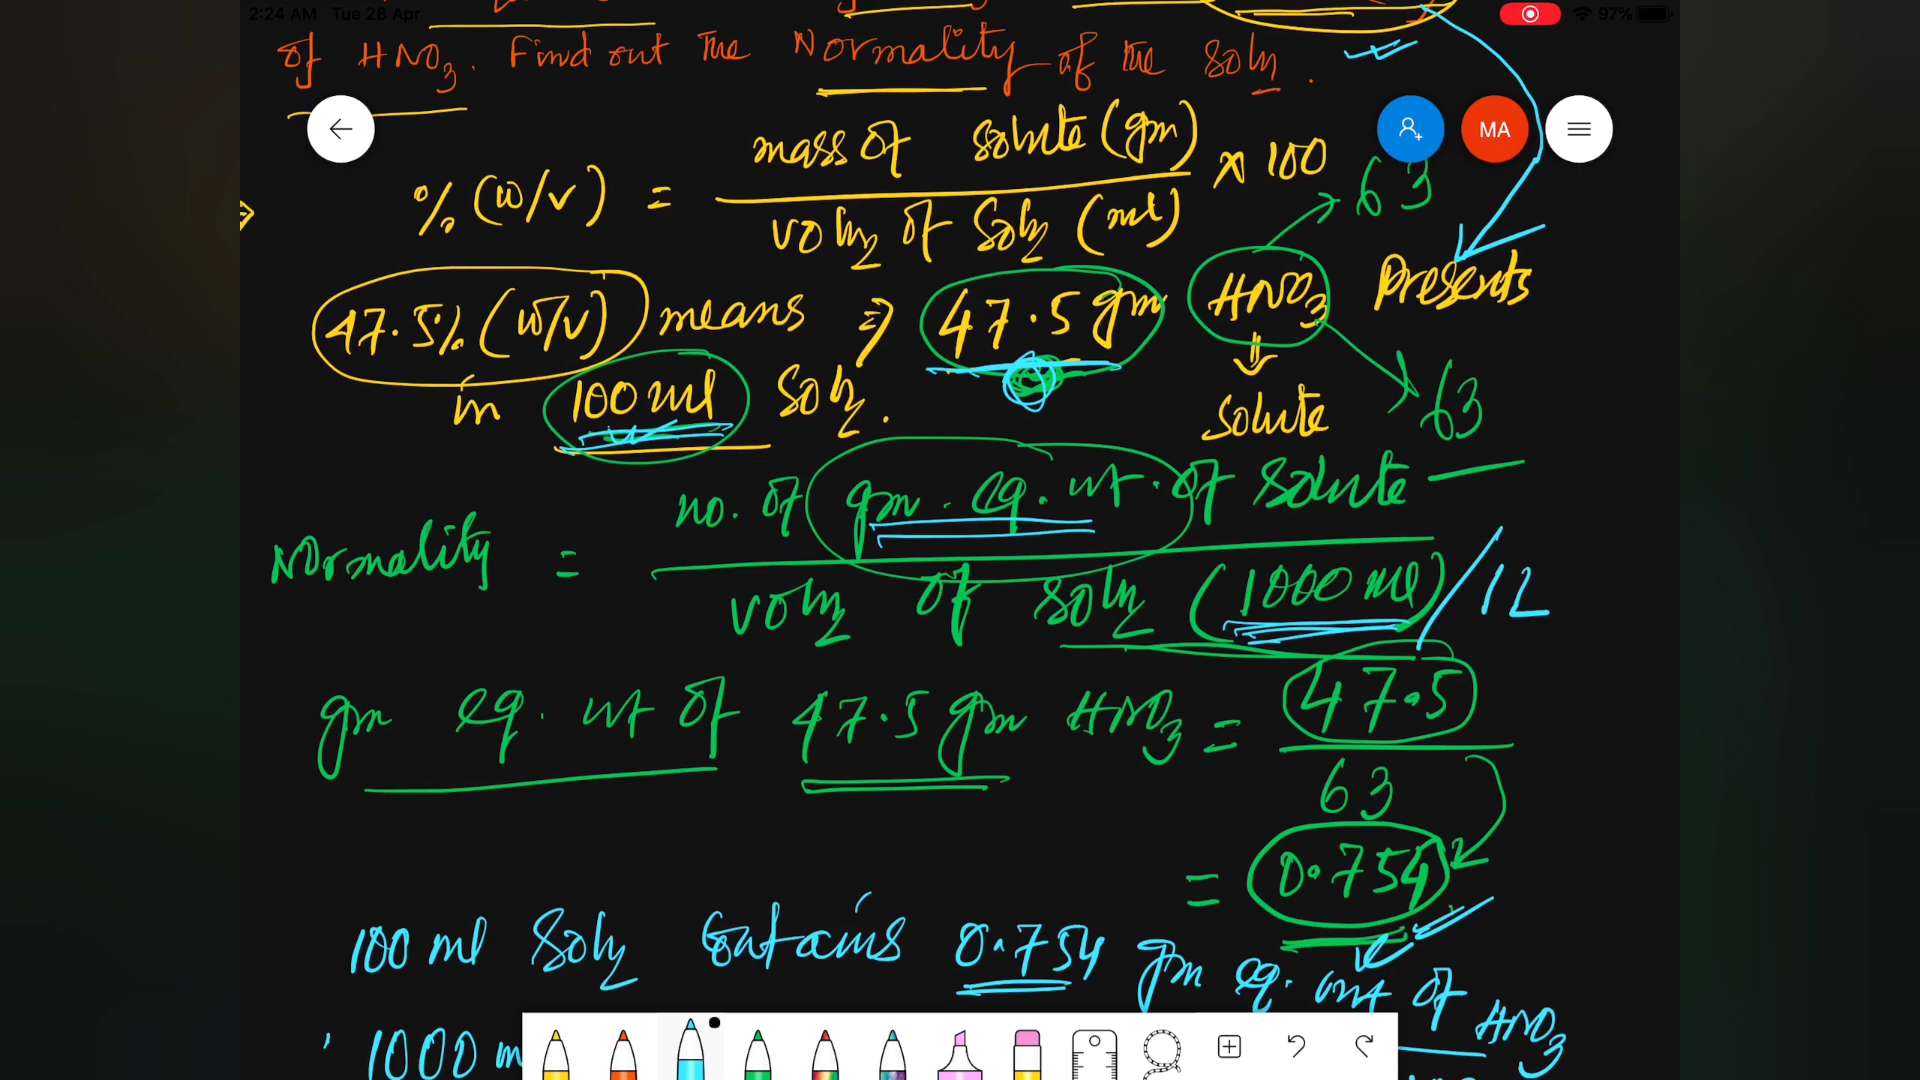 2:24 AM Tue 28 Apr 97%
of HNO3. Find out the Normality of the Soln.
MA
% (w/v) = mass of solute (gm) / voln of soln (ml) × 100
63
47.5% (w/v) means ⇒ 47.5 gm HNO3 Presents
in 100 ml Soln.
solute
63
Normality = no. of gm. eq. wt. of solute / voln of soln (1000 ml) / 1L
gm eq. wt of 47.5 gm HNO3 = 47.5 / 63
= 0.754
100 ml Soln Contains 0.754 gm eq. wt of HNO3
1000 m